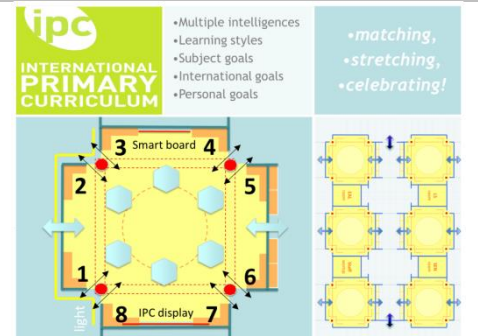 ipc
INTERNATIONAL
PRIMARY
CURRICULUM
•Multiple intelligences
•Learning styles
•Subject goals
•International goals
•Personal goals
•matching,
•stretching,
•celebrating!
3 Smart board 4
2 5
1 6
8 IPC display 7
light